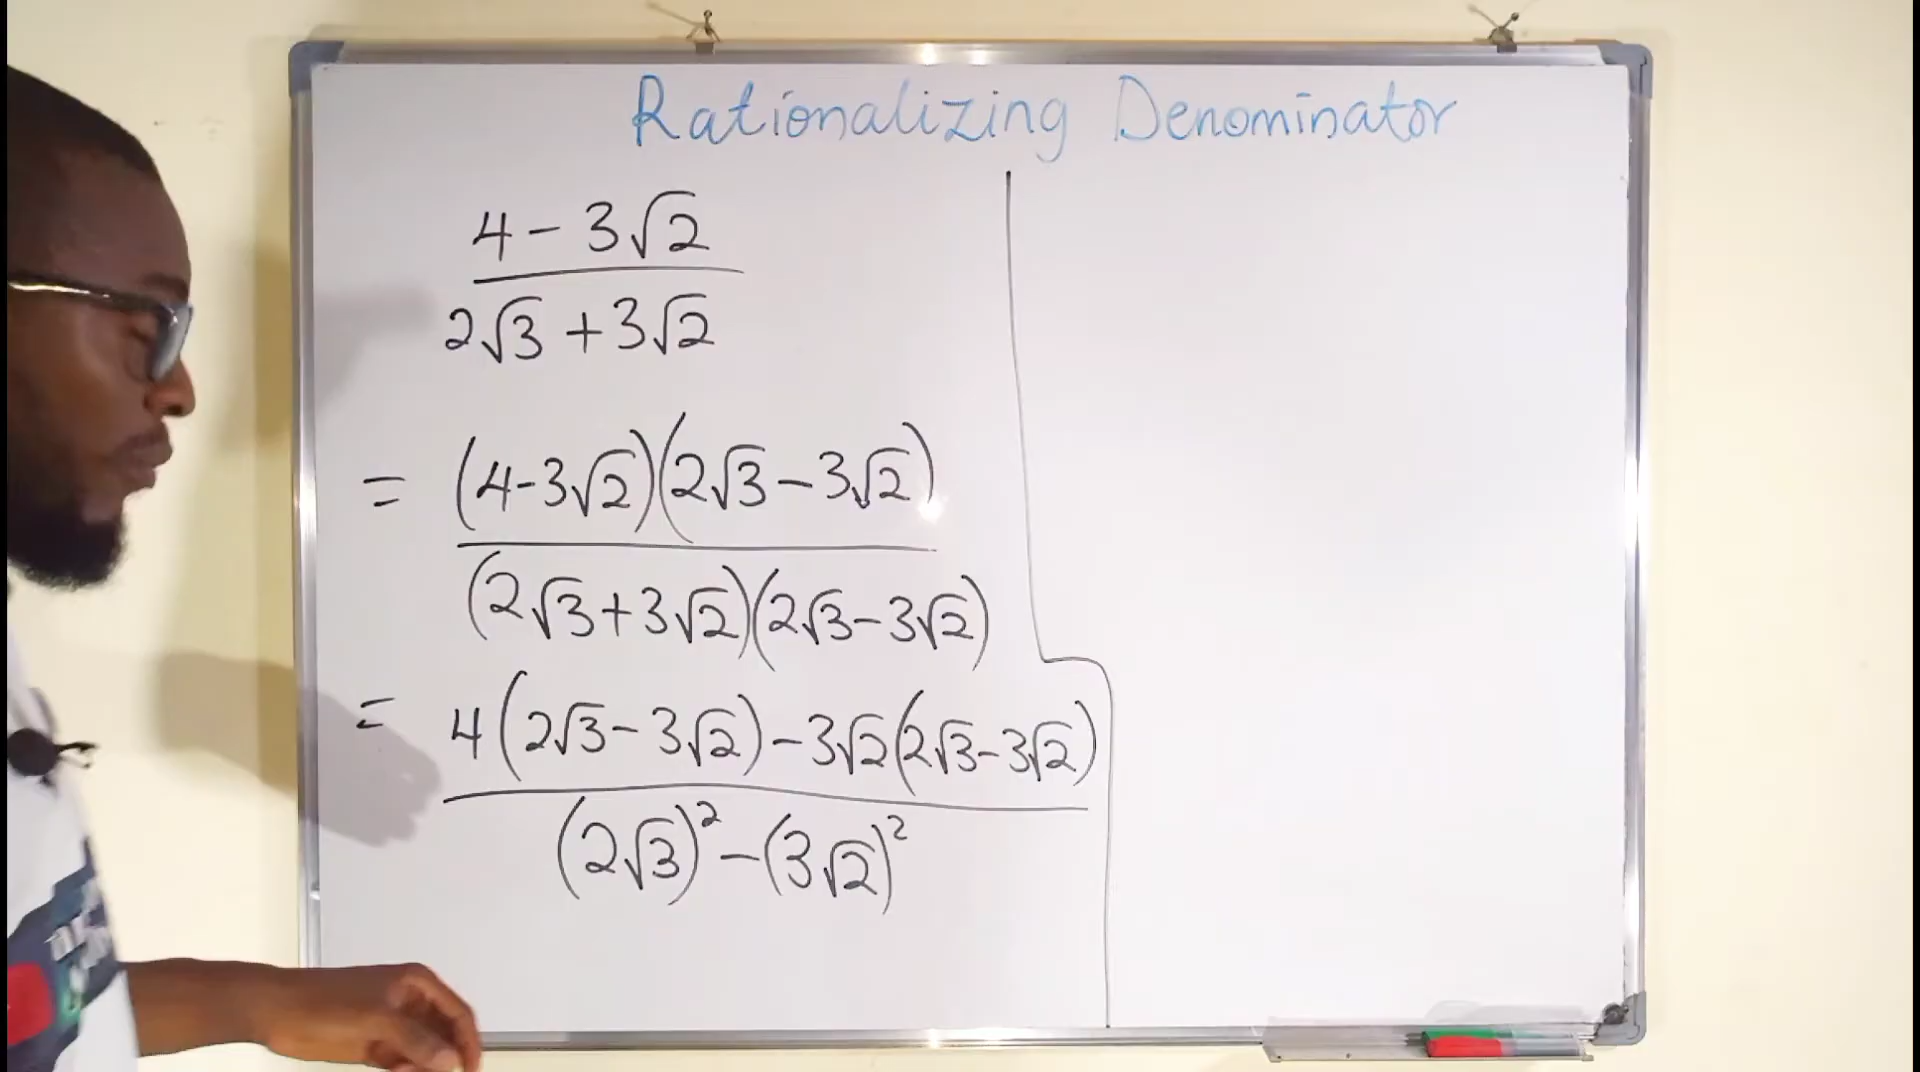 Rationalizing Denominator
4 - 3√2
2√3 + 3√2
= (4-3√2)(2√3-3√2)
(2√3+3√2)(2√3-3√2)
= 4(2√3-3√2)-3√2(2√3-3√2)
(2√3)²-(3√2)²